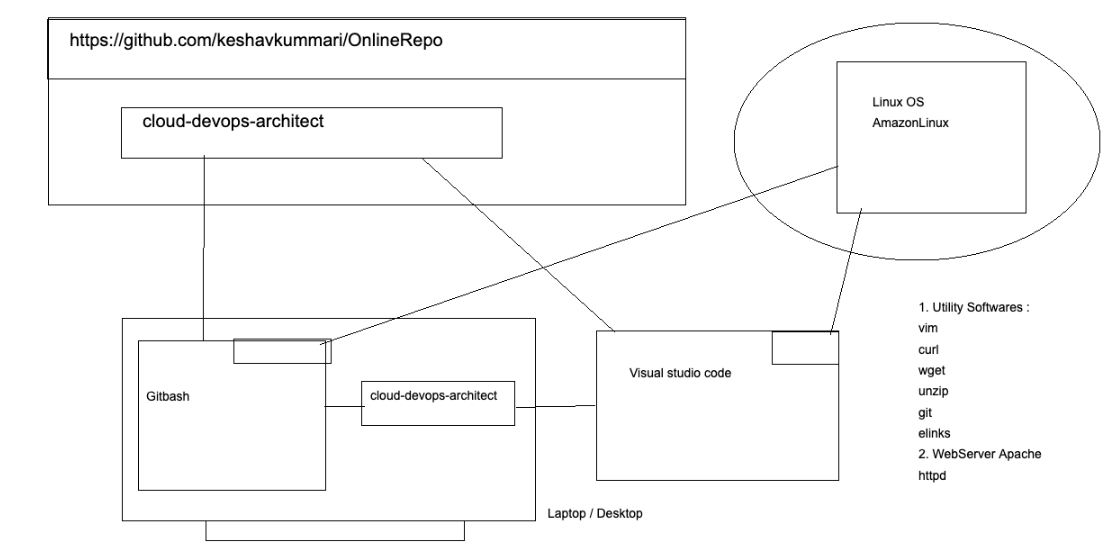 https://github.com/keshavkummari/OnlineRepo
cloud-devops-architect
Linux OS
AmazonLinux
Gitbash
cloud-devops-architect
Visual studio code
Laptop / Desktop
1. Utility Softwares :
vim
curl
wget
unzip
git
elinks
2. WebServer Apache
httpd